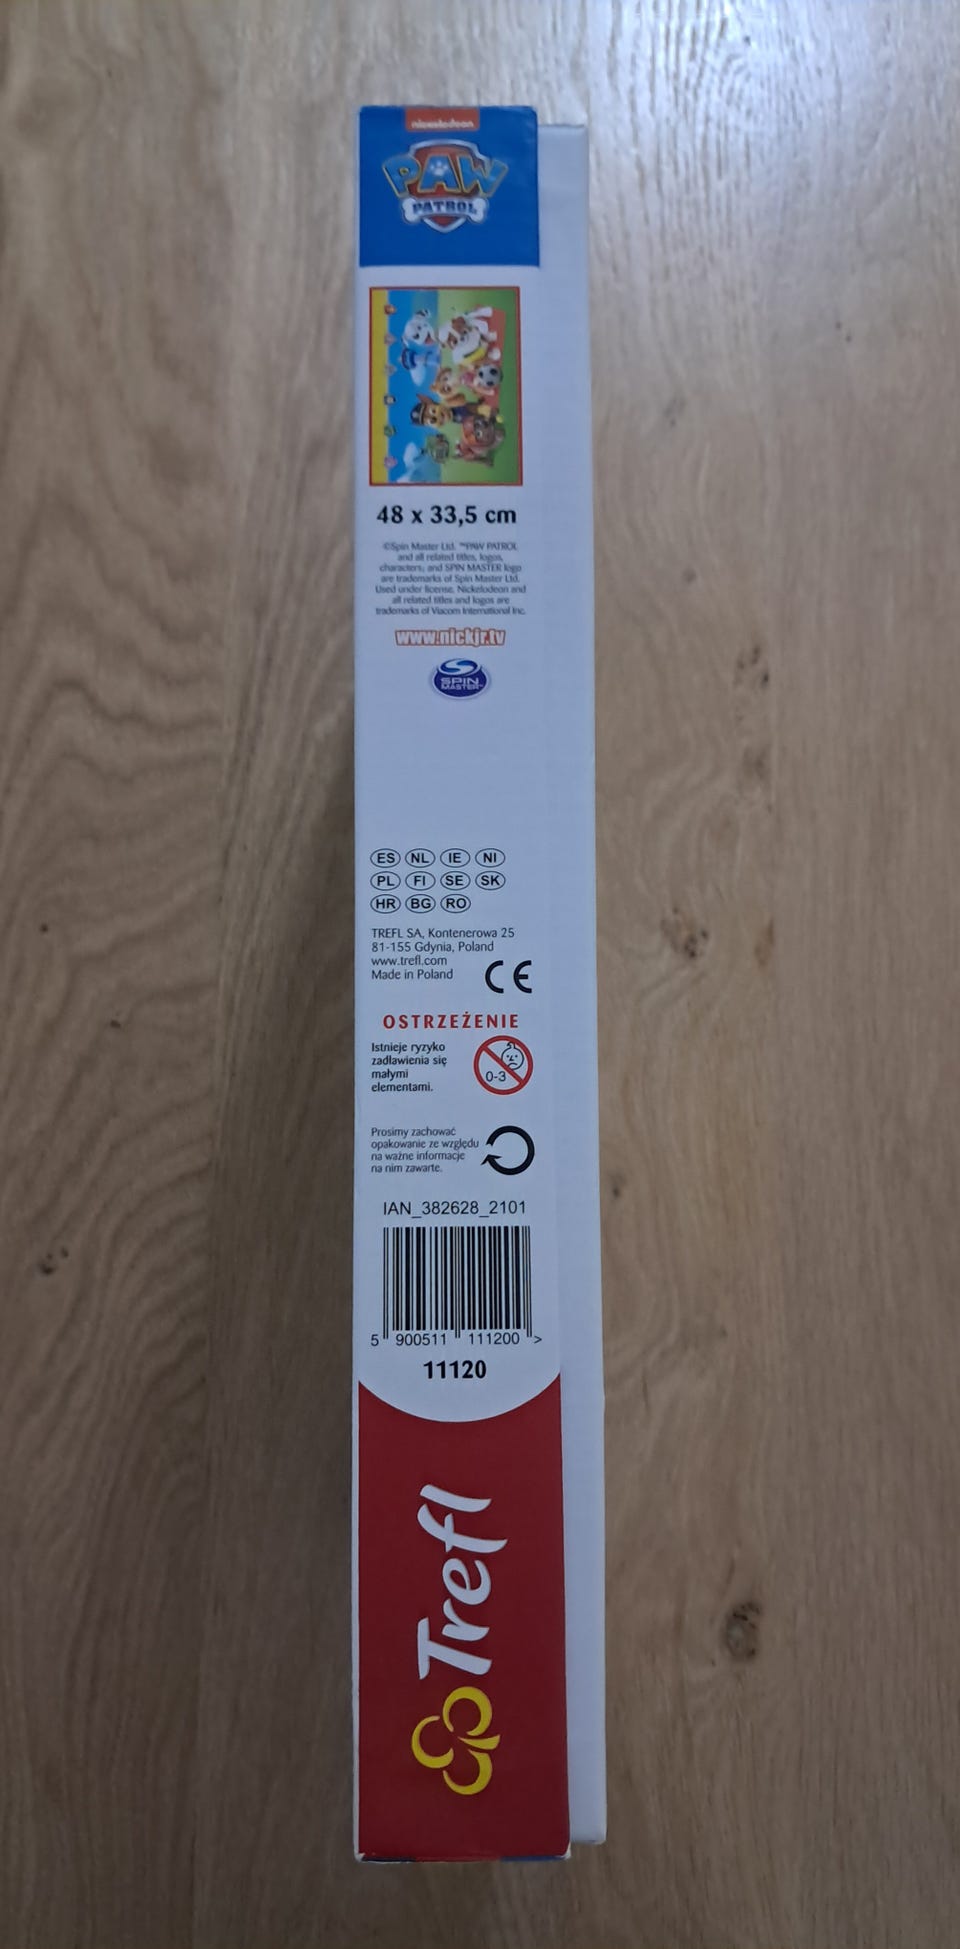 nickelodeon
PAW
PATROL
48 x 33,5 cm
©Spin Master Ltd. ™PAW PATROL
and all related titles, logos,
characters; and SPIN MASTER logo
are trademarks of Spin Master Ltd.
Used under license. Nickelodeon and
all related titles and logos are
trademarks of Viacom International Inc.
www.nickjr.tv
SPIN
MASTER™
ES NL IE NI
PL FI SE SK
HR BG RO
TREFL SA, Kontenerowa 25
81-155 Gdynia, Poland
www.trefl.com
Made in Poland
CE
OSTRZEŻENIE
Istnieje ryzyko
zadławienia się
małymi
elementami.
0-3
Prosimy zachować
opakowanie ze względu
na ważne informacje
na nim zawarte.
IAN_382628_2101
5 900511 111200 >
11120
Trefl